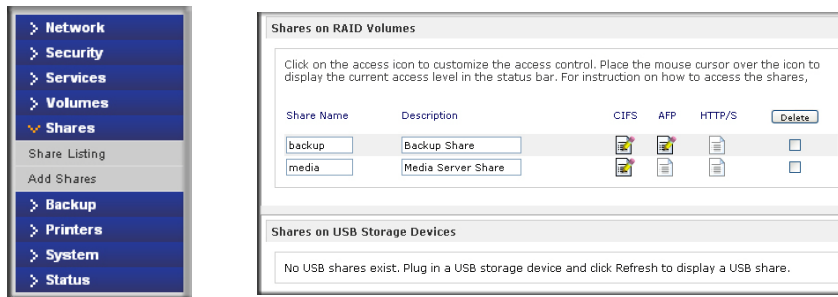 Network
Security
Services
Volumes
Shares
Share Listing
Add Shares
Backup
Printers
System
Status
Shares on RAID Volumes
Click on the access icon to customize the access control. Place the mouse cursor over the icon to
display the current access level in the status bar. For instruction on how to access the shares,
Share Name Description CIFS AFP HTTP/S Delete
backup Backup Share
media Media Server Share
Shares on USB Storage Devices
No USB shares exist. Plug in a USB storage device and click Refresh to display a USB share.